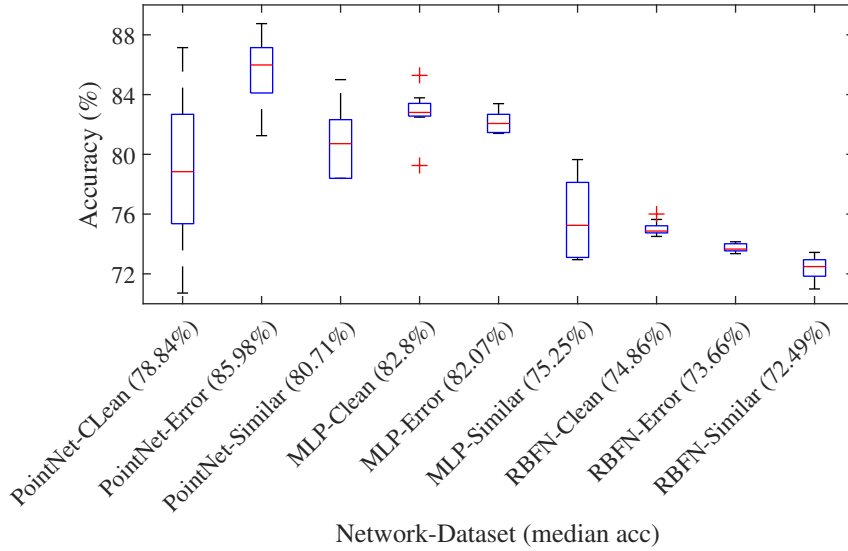 88
84
80
76
72
Accuracy (%)
PointNet-CLean (78.84%)
PointNet-Error (85.98%)
PointNet-Similar (80.71%)
MLP-Clean (82.8%)
MLP-Error (82.07%)
MLP-Similar (75.25%)
RBFN-Clean (74.86%)
RBFN-Error (73.66%)
RBFN-Similar (72.49%)
Network-Dataset (median acc)